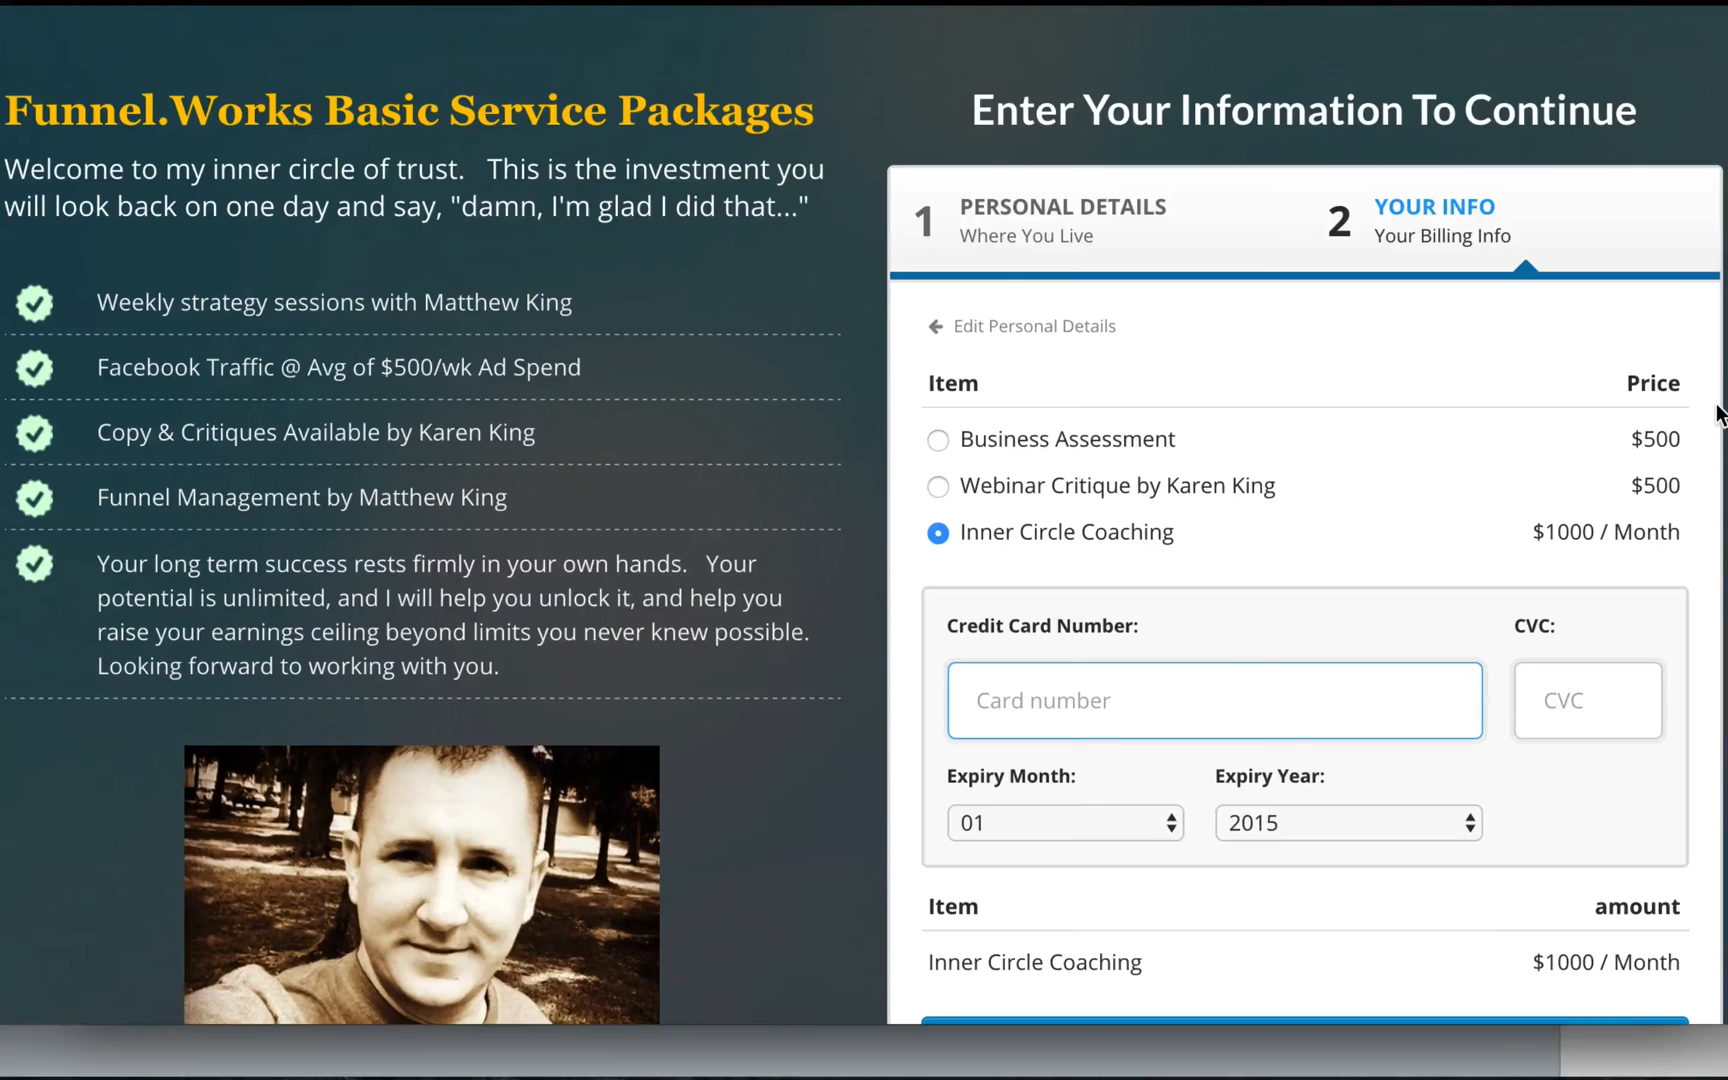 Funnel.Works Basic Service Packages
Welcome to my inner circle of trust. This is the investment you
will look back on one day and say, "damn, I'm glad I did that..."
Weekly strategy sessions with Matthew King
Facebook Traffic @ Avg of $500/wk Ad Spend
Copy & Critiques Available by Karen King
Funnel Management by Matthew King
Your long term success rests firmly in your own hands. Your
potential is unlimited, and I will help you unlock it, and help you
raise your earnings ceiling beyond limits you never knew possible.
Looking forward to working with you.
Enter Your Information To Continue
1 PERSONAL DETAILS
Where You Live
2 YOUR INFO
Your Billing Info
Edit Personal Details
Item Price
Business Assessment $500
Webinar Critique by Karen King $500
Inner Circle Coaching $1000 / Month
Credit Card Number: CVC:
Card number CVC
Expiry Month: Expiry Year:
01 2015
Item amount
Inner Circle Coaching $1000 / Month